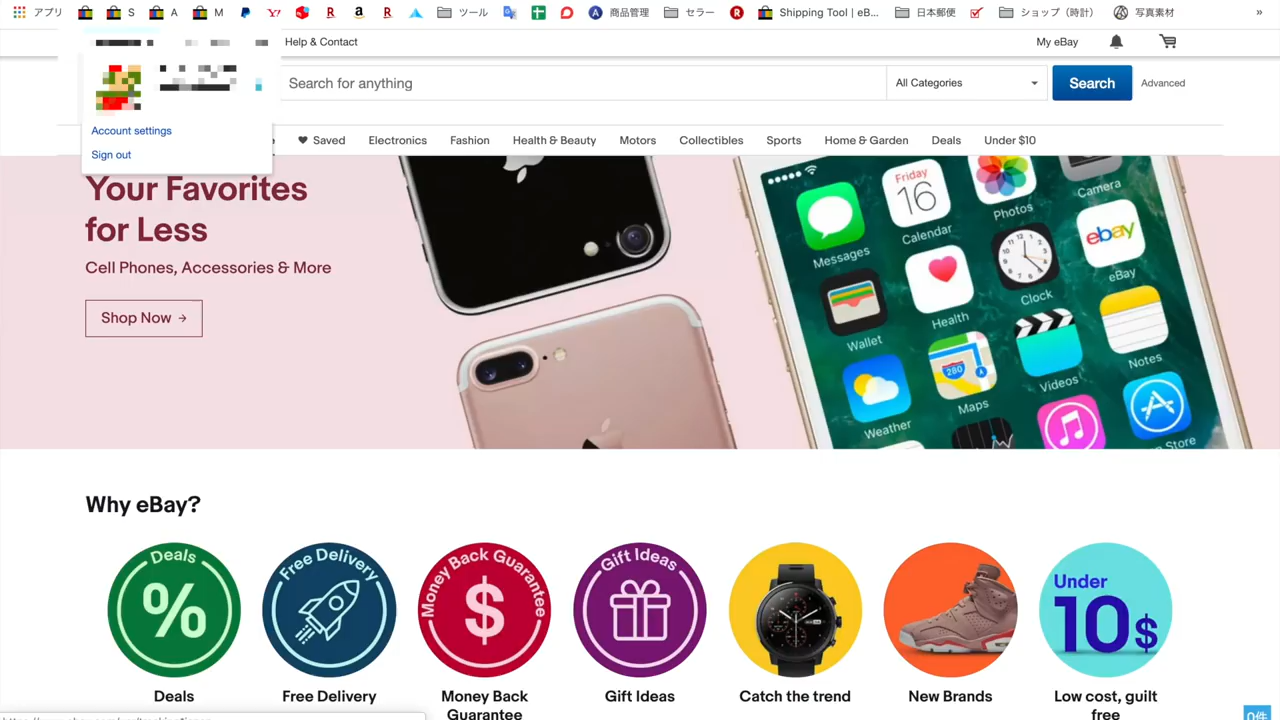 アプリ
S
A
M
ツール
商品管理
セラー
Shipping Tool | eB...
日本郵便
ショップ（時計）
写真素材
»
Help & Contact
My eBay
Search for anything
All Categories
Search
Advanced
Account settings
Sign out
Saved
Electronics
Fashion
Health & Beauty
Motors
Collectibles
Sports
Home & Garden
Deals
Under $10
Your Favorites
for Less
Cell Phones, Accessories & More
Shop Now →
Messages
Friday
16
Calendar
Photos
Camera
Wallet
Health
Clock
ebay
eBay
Weather
280
Maps
Videos
Notes
Store
Why eBay?
Deals
%
Free Delivery
Money Back Guarantee
$
Gift Ideas
Under
10$
Deals
Free Delivery
Money Back
Guarantee
Gift Ideas
Catch the trend
New Brands
Low cost, guilt
free